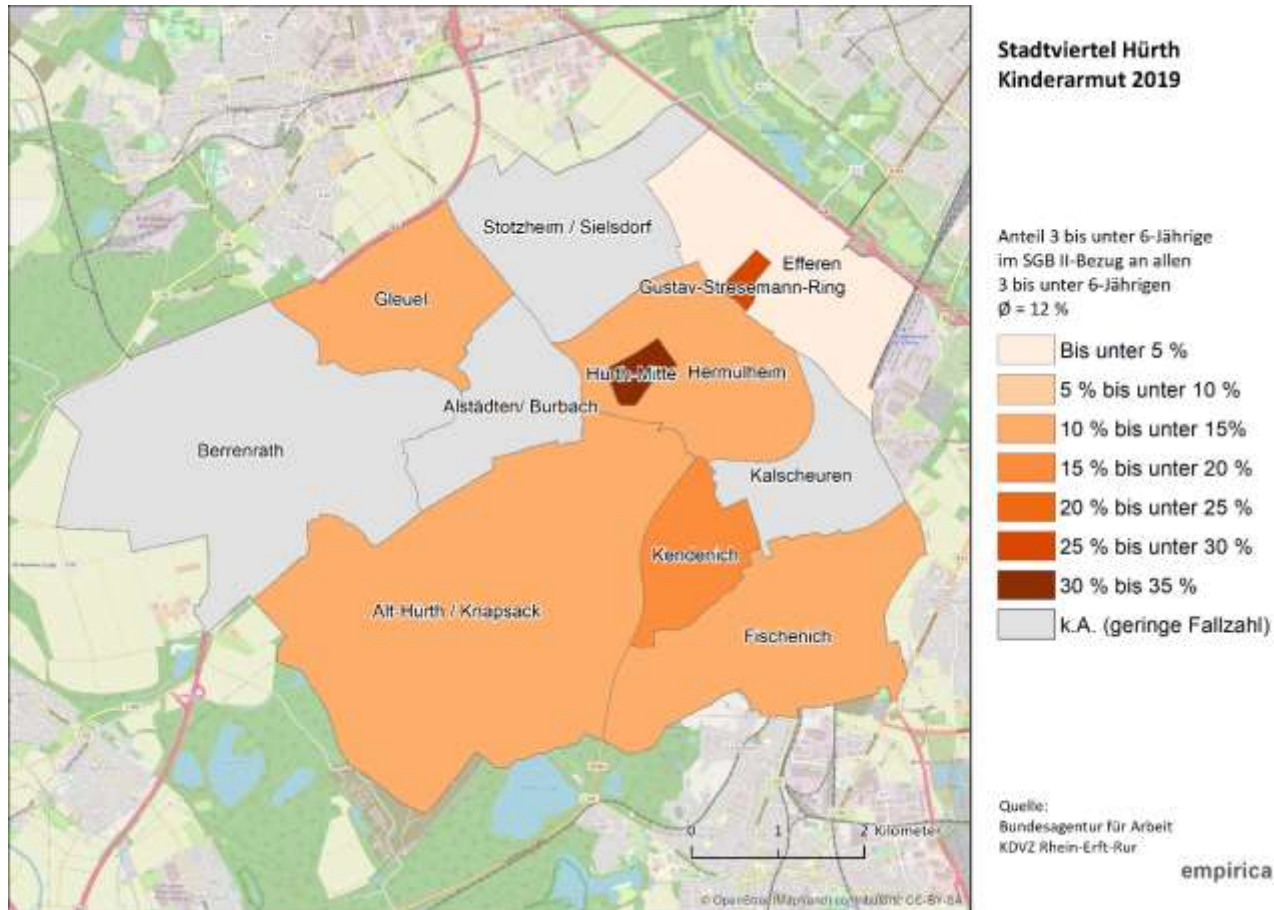 Stadtviertel Hürth
Kinderarmut 2019
Anteil 3 bis unter 6-Jährige
im SGB II-Bezug an allen
3 bis unter 6-Jährigen
Ø = 12 %
Bis unter 5 %
5 % bis unter 10 %
10 % bis unter 15%
15 % bis unter 20 %
20 % bis unter 25 %
25 % bis unter 30 %
30 % bis 35 %
k.A. (geringe Fallzahl)
Stotzheim / Sielsdorf
Efferen
Gustav-Stresemann-Ring
Gleuel
Hürth-Mitte
Hermülheim
Alstädten/ Burbach
Berrenrath
Kalscheuren
Kendenich
Alt-Hürth / Knapsack
Fischenich
0 1 2 Kilometer
© OpenStreetMap CC-BY-SA
Quelle:
Bundesagentur für Arbeit
KDVZ Rhein-Erft-Rur
empirica